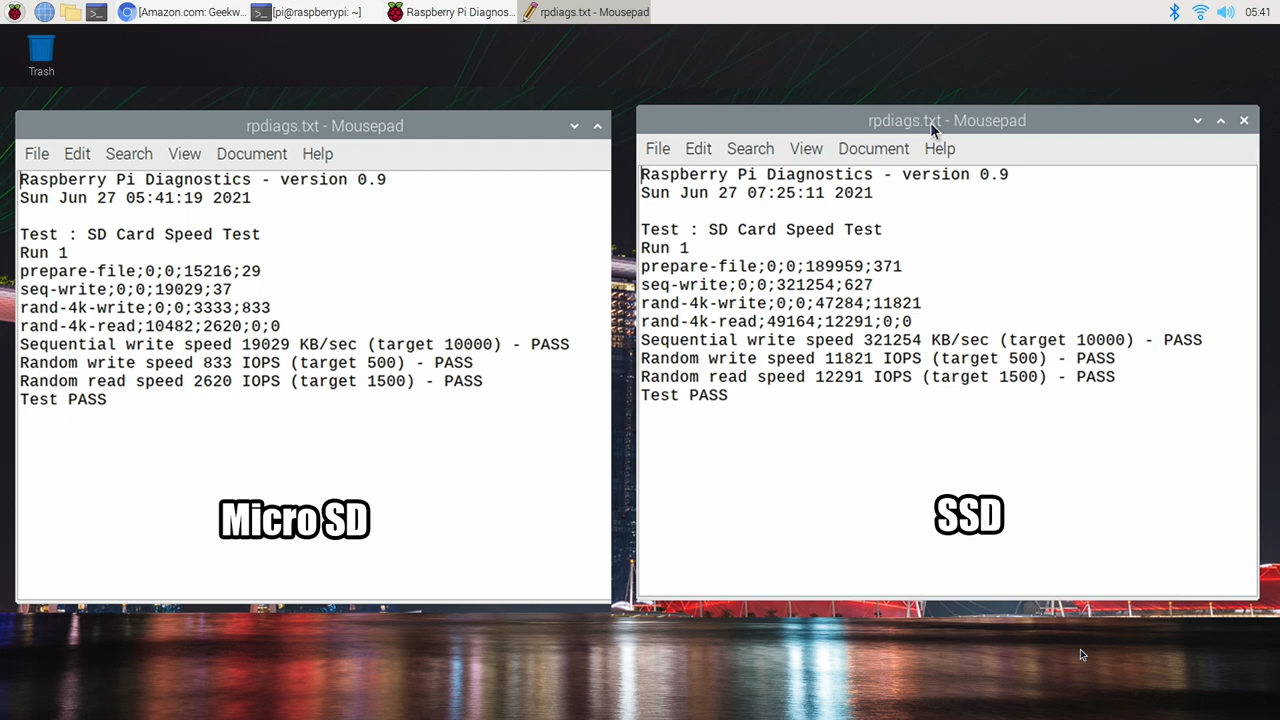 [Amazon.com: Geekw... [pi@raspberrypi: ~] Raspberry Pi Diagnos... rpdiags.txt - Mousepad 05:41
Trash
rpdiags.txt - Mousepad
File Edit Search View Document Help
Raspberry Pi Diagnostics - version 0.9
Sun Jun 27 05:41:19 2021
Test : SD Card Speed Test
Run 1
prepare-file;0;0;15216;29
seq-write;0;0;19029;37
rand-4k-write;0;0;3333;833
rand-4k-read;10482;2620;0;0
Sequential write speed 19029 KB/sec (target 10000) - PASS
Random write speed 833 IOPS (target 500) - PASS
Random read speed 2620 IOPS (target 1500) - PASS
Test PASS
Micro SD
rpdiags.txt - Mousepad
File Edit Search View Document Help
Raspberry Pi Diagnostics - version 0.9
Sun Jun 27 07:25:11 2021
Test : SD Card Speed Test
Run 1
prepare-file;0;0;189959;371
seq-write;0;0;321254;627
rand-4k-write;0;0;47284;11821
rand-4k-read;49164;12291;0;0
Sequential write speed 321254 KB/sec (target 10000) - PASS
Random write speed 11821 IOPS (target 500) - PASS
Random read speed 12291 IOPS (target 1500) - PASS
Test PASS
SSD